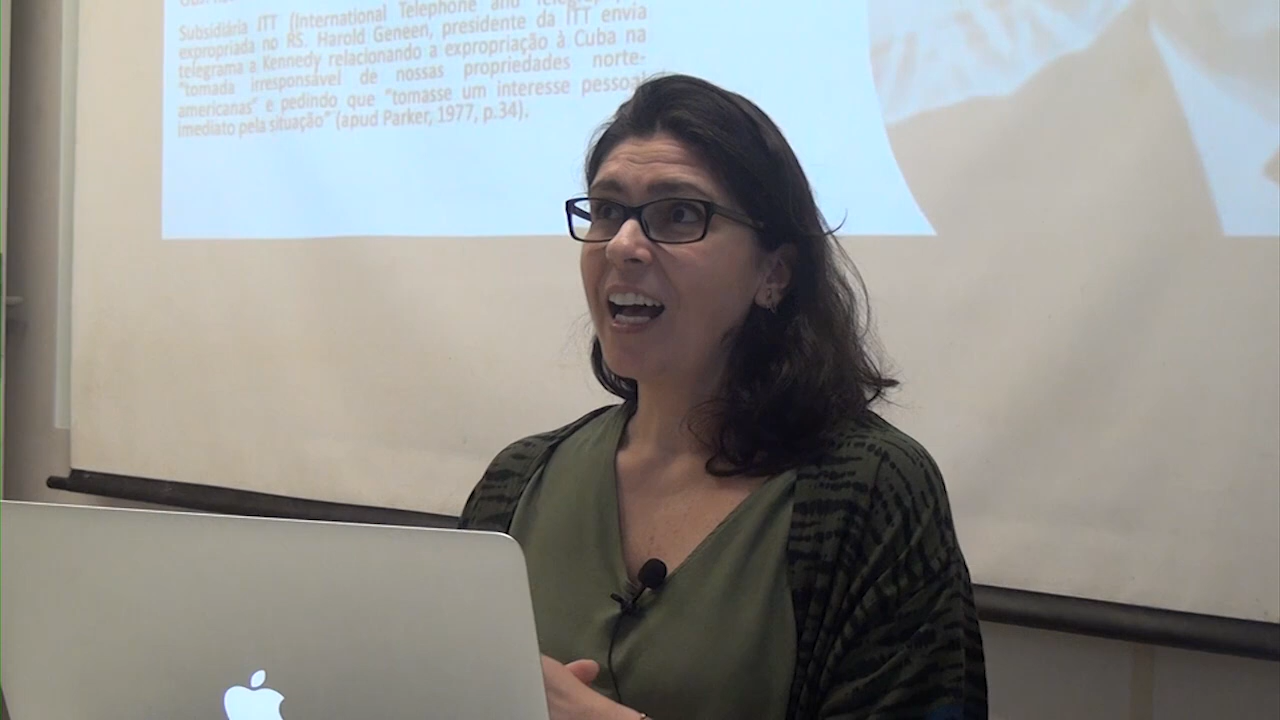 Subsidiária ITT (International Telephone and
expropriada no RS. Harold Geneen, presidente da ITT envia
telegrama a Kennedy relacionando a expropriação à Cuba na
"tomada irresponsável de nossas propriedades norte-
americanas" e pedindo que "tomasse um interesse pessoal
imediato pela situação" (apud Parker, 1977, p.34).